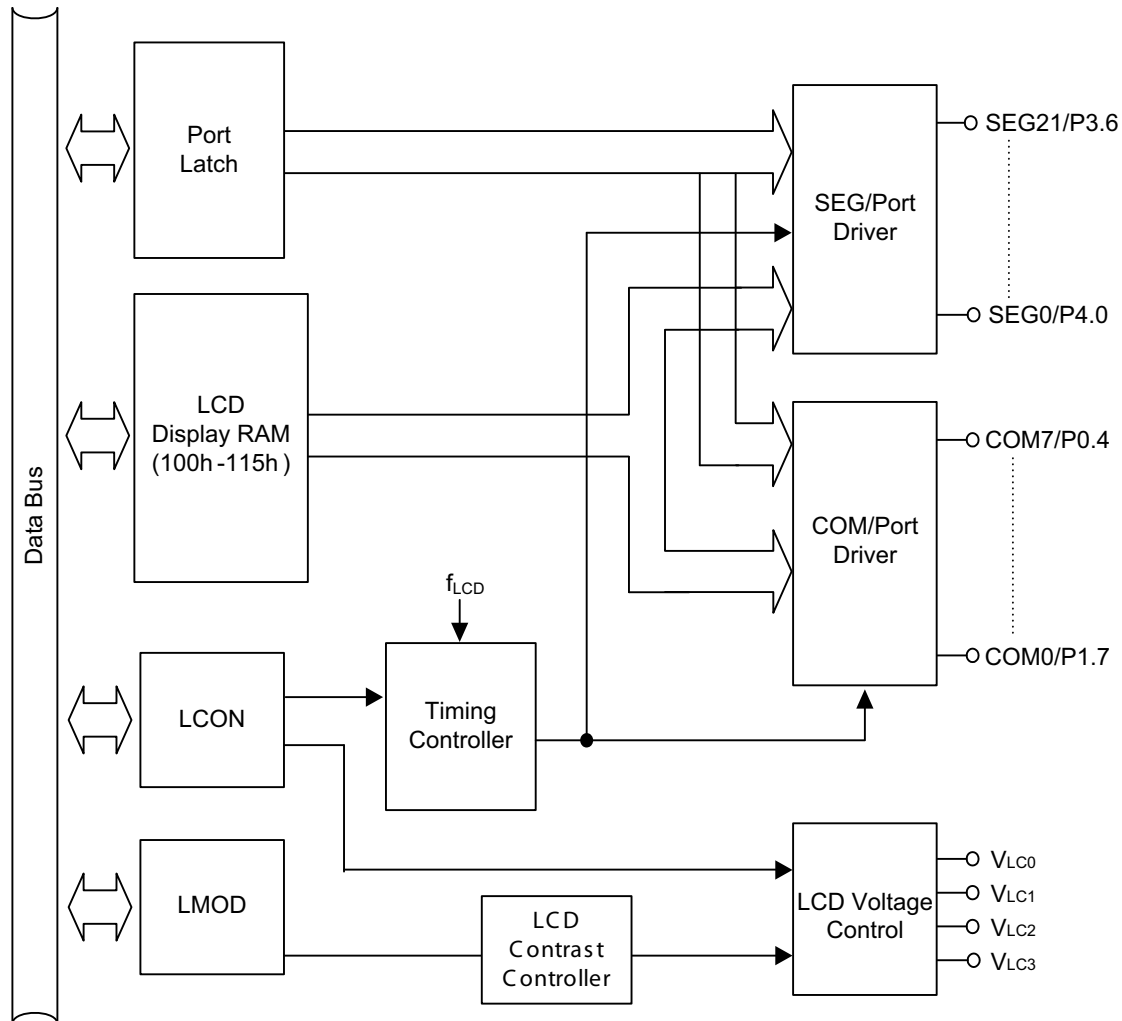 Data Bus
Port
Latch
SEG/Port
Driver
SEG21/P3.6
SEG0/P4.0
LCD
Display RAM
(100h -115h )
COM/Port
Driver
COM7/P0.4
COM0/P1.7
fLCD
LCON
Timing
Controller
LMOD
LCD
Contrast
Controller
LCD Voltage
Control
VLC0
VLC1
VLC2
VLC3